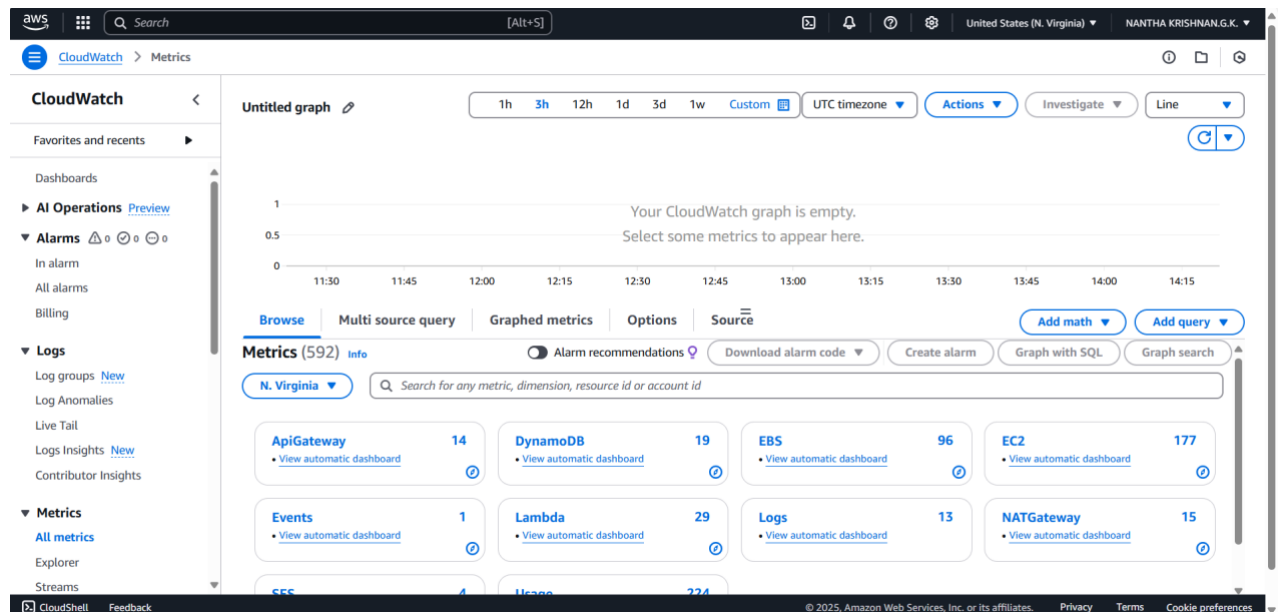 aws Search [Alt+S] United States (N. Virginia) NANTHA KRISHNAN.G.K.
CloudWatch > Metrics
CloudWatch
Favorites and recents
Dashboards
AI Operations Preview
Alarms 0 0 0
In alarm
All alarms
Billing
Logs
Log groups New
Log Anomalies
Live Tail
Logs Insights New
Contributor Insights
Metrics
All metrics
Explorer
Streams
Untitled graph
1h 3h 12h 1d 3d 1w Custom UTC timezone Actions Investigate Line
1
0.5
0
Your CloudWatch graph is empty.
Select some metrics to appear here.
11:30 11:45 12:00 12:15 12:30 12:45 13:00 13:15 13:30 13:45 14:00 14:15
Browse Multi source query Graphed metrics Options Source Add math Add query
Metrics (592) Info Alarm recommendations Download alarm code Create alarm Graph with SQL Graph search
N. Virginia Search for any metric, dimension, resource id or account id
ApiGateway 14 DynamoDB 19 EBS 96 EC2 177
• View automatic dashboard • View automatic dashboard • View automatic dashboard • View automatic dashboard
Events 1 Lambda 29 Logs 13 NATGateway 15
• View automatic dashboard • View automatic dashboard • View automatic dashboard • View automatic dashboard
Usage 224
CloudShell Feedback © 2025, Amazon Web Services, Inc. or its affiliates. Privacy Terms Cookie preferences